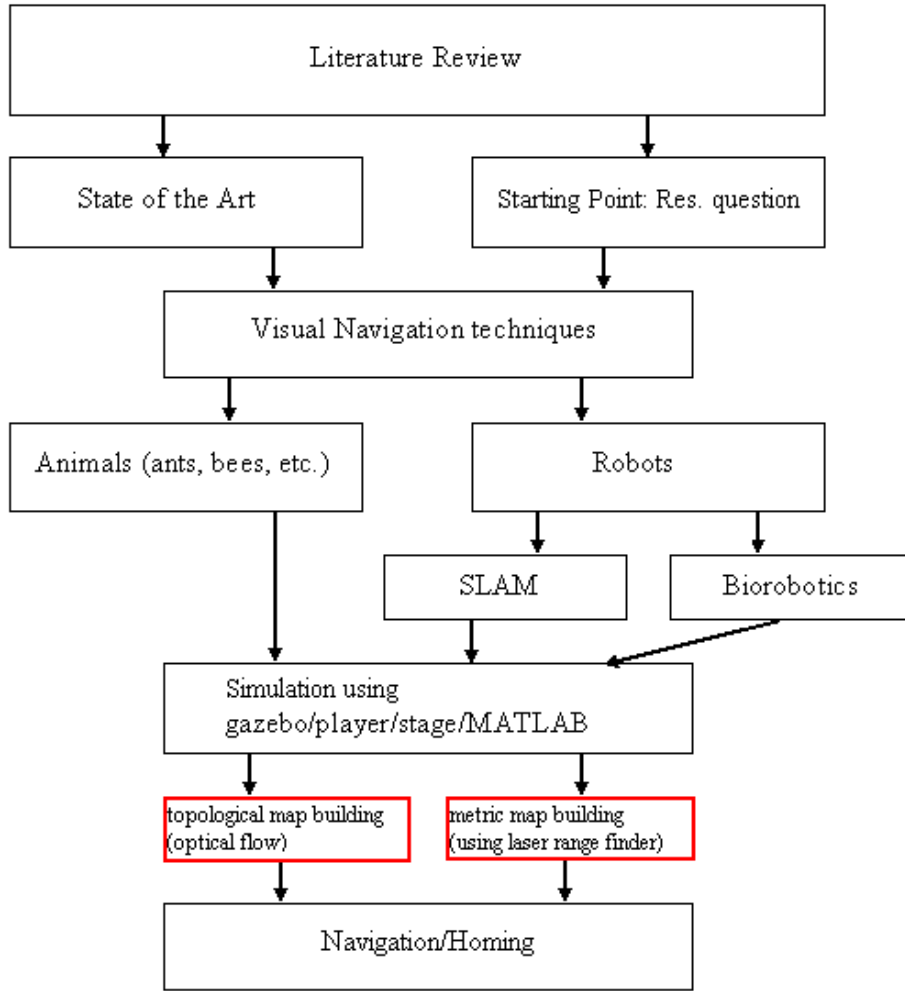 Literature Review
State of the Art
Starting Point: Res. question
Visual Navigation techniques
Animals (ants, bees, etc.)
Robots
SLAM
Biorobotics
Simulation using
gazebo/player/stage/MATLAB
topological map building
(optical flow)
metric map building
(using laser range finder)
Navigation/Homing